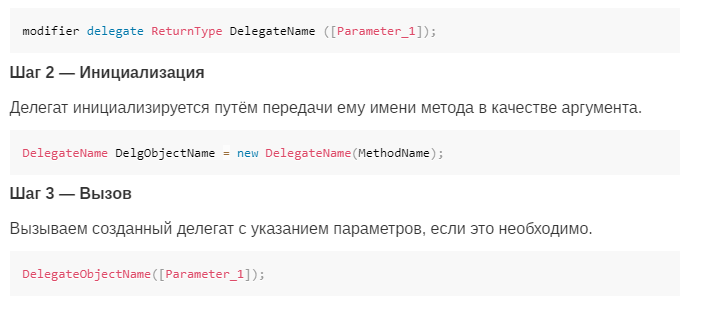 modifier delegate ReturnType DelegateName ([Parameter_1]);
Шаг 2 — Инициализация
Делегат инициализируется путём передачи ему имени метода в качестве аргумента.
DelegateName DelgObjectName = new DelegateName(MethodName);
Шаг 3 — Вызов
Вызываем созданный делегат с указанием параметров, если это необходимо.
DelegateObjectName([Parameter_1]);